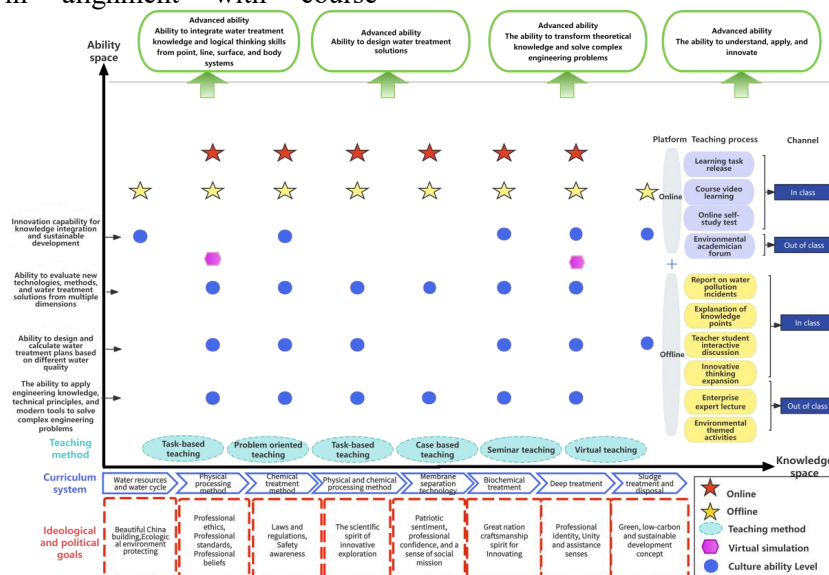 in alignment with course
Advanced ability
Ability to integrate water treatment
knowledge and logical thinking skills
from point, line, surface, and body
systems
Advanced ability
Ability to design water treatment
solutions
Advanced ability
The ability to transform theoretical
knowledge and solve complex
engineering problems
Advanced ability
The ability to understand, apply, and
innovate
Ability
space
Platform
Teaching process
Channel
Online
Learning task
release
Course video
learning
Online self-
study test
Environmental
academician
forum
In class
Out of class
+
Offline
Report on water
pollution
incidents
Explanation of
knowledge
points
Teacher student
interactive
discussion
Innovative
thinking
expansion
Enterprise
expert lecture
Environmental
themed
activities
In class
Out of class
Innovation capability for
knowledge integration
and sustainable
development
Ability to evaluate new
technologies, methods,
and water treatment
solutions from multiple
dimensions
Ability to design and
calculate water
treatment plans based
on different water
quality
The ability to apply
engineering knowledge,
technical principles, and
modern tools to solve
complex engineering
problems
Teaching
method
Task-based
teaching
Problem oriented
teaching
Task-based
teaching
Case based
teaching
Seminar teaching
Virtual teaching
Knowledge
space
Curriculum
system
Water resources
and water cycle
Physical
processing
method
Chemical
treatment
method
Physical and chemical
processing method
Membrane
separation
technology
Biochemical
treatment
Deep treatment
Sludge
treatment and
disposal
Ideological
and political
goals
Beautiful China
building,Ecologic
al environment
protecting
Professional
ethics,
Professional
standards,
Professional
beliefs
Laws and
regulations,
Safety
awareness
The scientific
spirit of
innovative
exploration
Patriotic
sentiment,
professional
confidence, and a
sense of social
mission
Great nation
craftsmanship
spirit for
Innovating
Professional
identity, Unity
and assistance
senses
Green, low-carbon
and sustainable
development
concept
Online
Offline
Teaching method
Virtual simulation
Culture ability Level